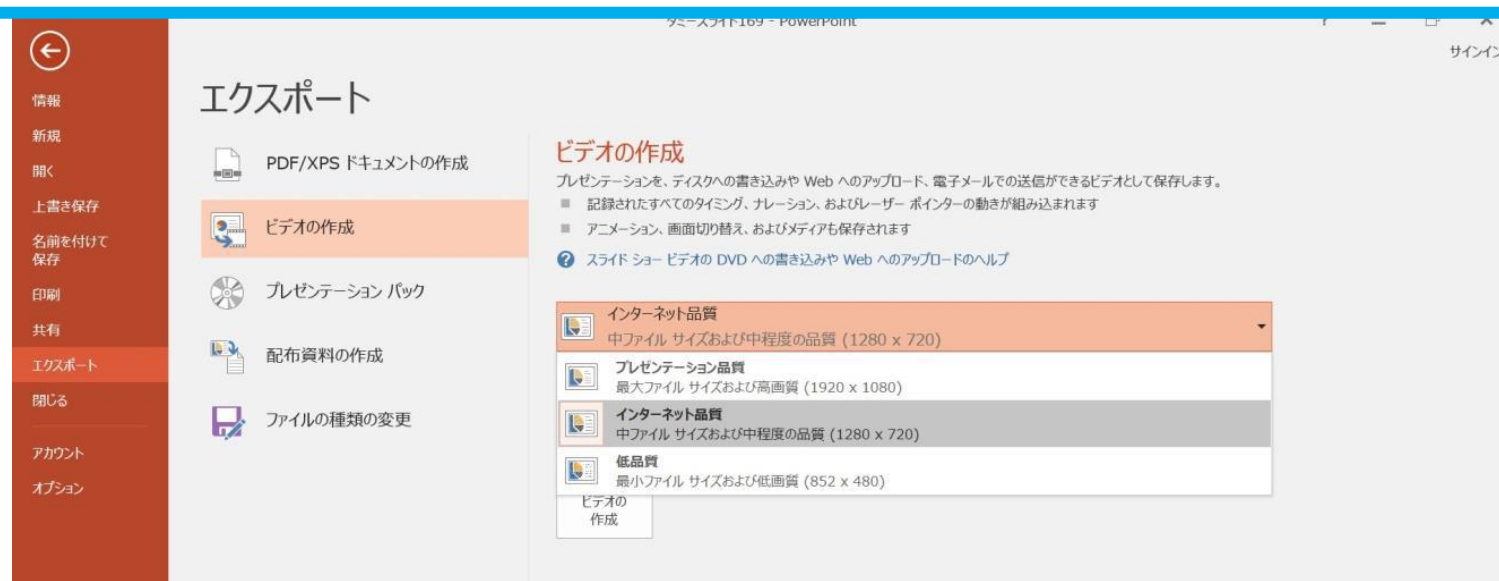 ダミースライド169 - PowerPoint
?
サインイン
情報
新規
開く
上書き保存
名前を付けて
保存
印刷
共有
エクスポート
閉じる
アカウント
オプション
エクスポート
PDF/XPS ドキュメントの作成
ビデオの作成
プレゼンテーション パック
配布資料の作成
ファイルの種類の変更
ビデオの作成
プレゼンテーションを、ディスクへの書き込みや Web へのアップロード、電子メールでの送信ができるビデオとして保存します。
記録されたすべてのタイミング、ナレーション、およびレーザー ポインターの動きが組み込まれます
アニメーション、画面切り替え、およびメディアも保存されます
スライド ショー ビデオの DVD への書き込みや Web へのアップロードのヘルプ
インターネット品質
中ファイル サイズおよび中程度の品質 (1280 x 720)
プレゼンテーション品質
最大ファイル サイズおよび高画質 (1920 x 1080)
インターネット品質
中ファイル サイズおよび中程度の品質 (1280 x 720)
低品質
最小ファイル サイズおよび低画質 (852 x 480)
ビデオの
作成